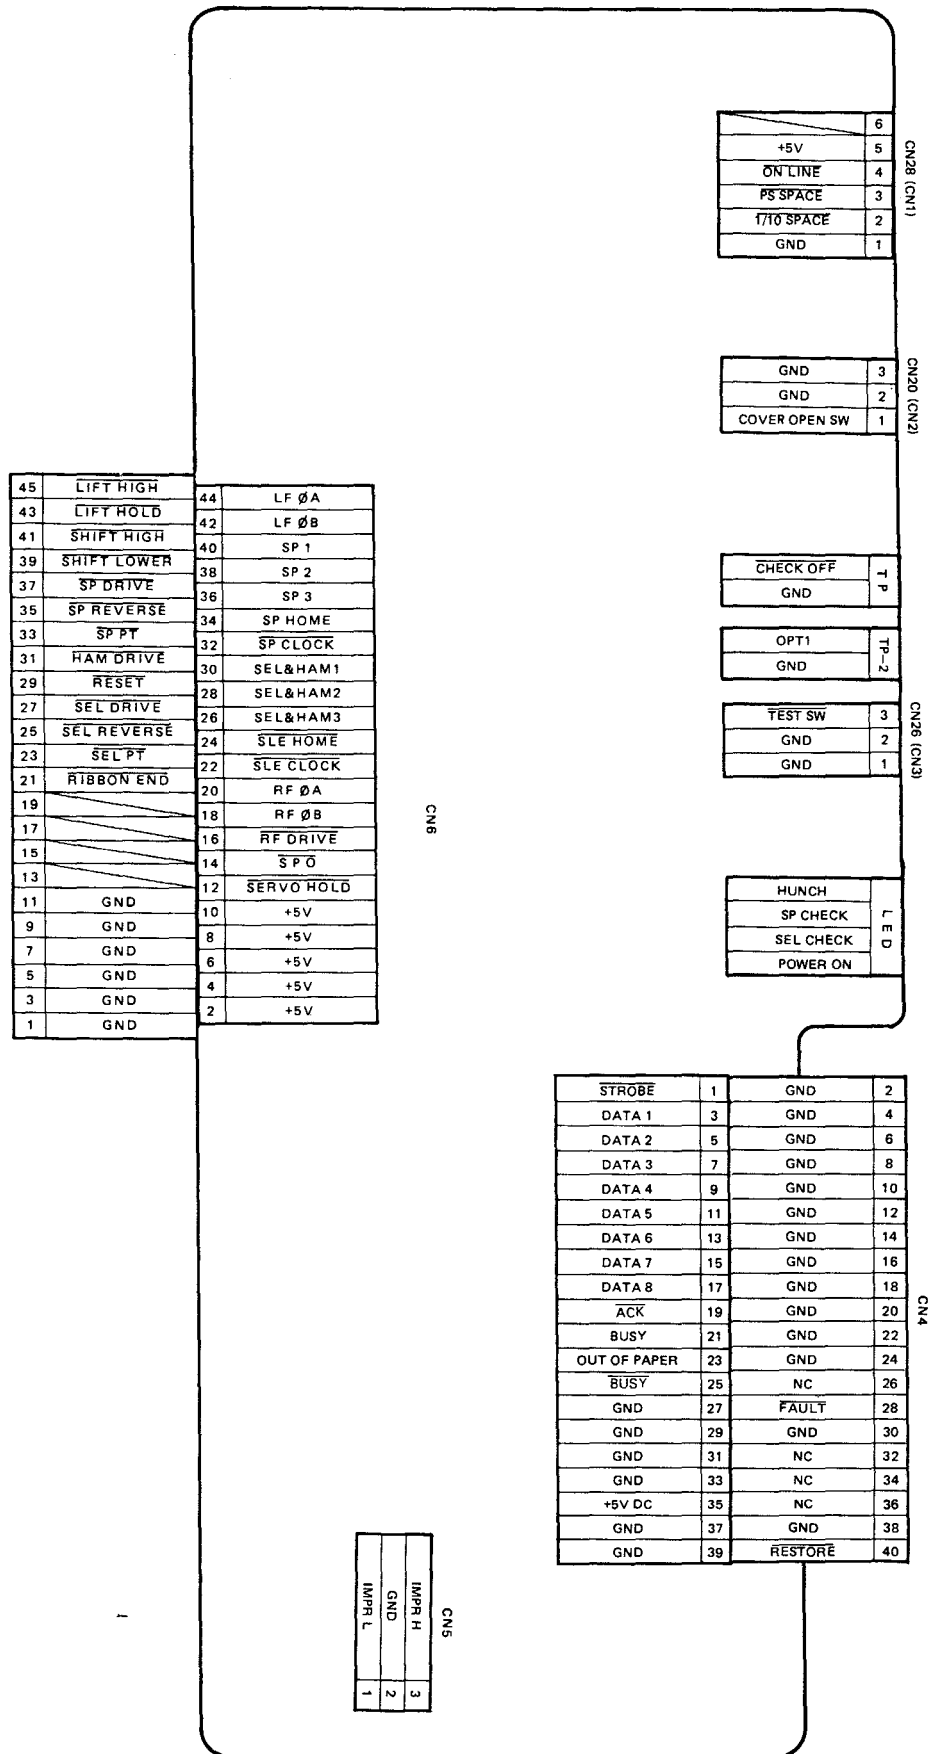 CN28 (CN1)
6
+5V 5
ON LINE 4
PS SPACE 3
1/10 SPACE 2
GND 1
CN20 (CN2)
GND 3
GND 2
COVER OPEN SW 1
TP
CHECK OFF
GND
TP-2
OPT1
GND
CN26 (CN3)
TEST SW 3
GND 2
GND 1
LED
HUNCH
SP CHECK
SEL CHECK
POWER ON
CN6
45 LIFT HIGH
43 LIFT HOLD
41 SHIFT HIGH
39 SHIFT LOWER
37 SP DRIVE
35 SP REVERSE
33 SP PT
31 HAM DRIVE
29 RESET
27 SEL DRIVE
25 SEL REVERSE
23 SEL PT
21 RIBBON END
19
17
15
13
11 GND
9 GND
7 GND
5 GND
3 GND
1 GND
44 LF ØA
42 LF ØB
40 SP 1
38 SP 2
36 SP 3
34 SP HOME
32 SP CLOCK
30 SEL&HAM1
28 SEL&HAM2
26 SEL&HAM3
24 SLE HOME
22 SLE CLOCK
20 RF ØA
18 RF ØB
16 RF DRIVE
14 S P O
12 SERVO HOLD
10 +5V
8 +5V
6 +5V
4 +5V
2 +5V
CN4
STROBE 1 GND 2
DATA 1 3 GND 4
DATA 2 5 GND 6
DATA 3 7 GND 8
DATA 4 9 GND 10
DATA 5 11 GND 12
DATA 6 13 GND 14
DATA 7 15 GND 16
DATA 8 17 GND 18
ACK 19 GND 20
BUSY 21 GND 22
OUT OF PAPER 23 GND 24
BUSY 25 NC 26
GND 27 FAULT 28
GND 29 GND 30
GND 31 NC 32
GND 33 NC 34
+5V DC 35 NC 36
GND 37 GND 38
GND 39 RESTORE 40
CN5
IMPR H 3
GND 2
IMPR L 1